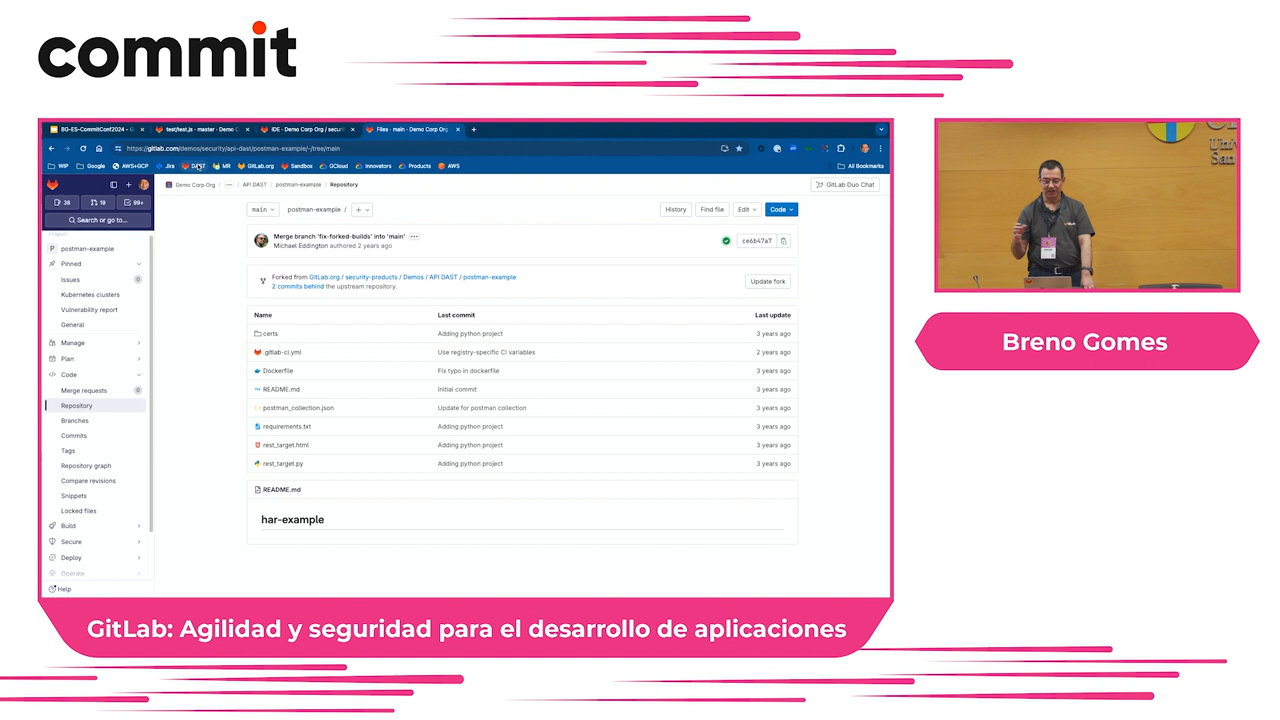 commit
BG-ES-CommitConf2024 - G
test/test.js · master · Demo C
IDE · Demo Corp Org / securi
Files · main · Demo Corp Org
https://gitlab.com/demos/security/api-dast/postman-example/-/tree/main
WIP
Google
AWS+GCP
Jira
DAST
MR
GitLab.org
Sandbox
GCloud
Innovators
Products
AWS
All Bookmarks
38
19
99+
Search or go to...
Project
P postman-example
Pinned
Issues 0
Kubernetes clusters
Vulnerability report
General
Manage
Plan
Code
Merge requests 0
Repository
Branches
Commits
Tags
Repository graph
Compare revisions
Snippets
Locked files
Build
Secure
Deploy
Operate
Help
Demo Corp Org / ··· / API DAST / postman-example / Repository
GitLab Duo Chat
main
postman-example /
+
History
Find file
Edit
Code
Merge branch 'fix-forked-builds' into 'main' ···
Michael Eddington authored 2 years ago
ce6b47a7
Forked from GitLab.org / security-products / Demos / API DAST / postman-example
2 commits behind the upstream repository.
Update fork
Name Last commit Last update
certs Adding python project 3 years ago
.gitlab-ci.yml Use registry-specific CI variables 2 years ago
Dockerfile Fix typo in dockerfile 3 years ago
README.md Initial commit 3 years ago
postman_collection.json Update for postman collection 3 years ago
requirements.txt Adding python project 3 years ago
rest_target.html Adding python project 3 years ago
rest_target.py Adding python project 3 years ago
README.md
har-example
Breno Gomes
GitLab: Agilidad y seguridad para el desarrollo de aplicaciones